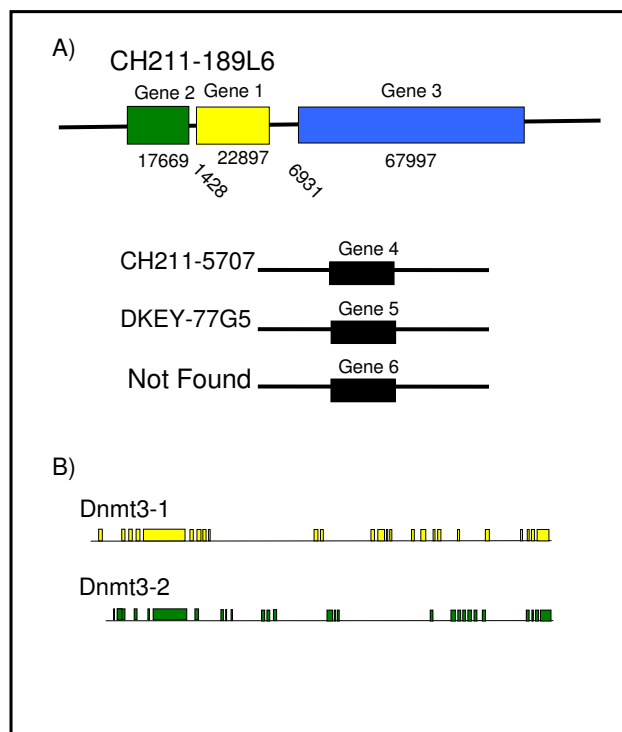 A)
CH211-189L6
Gene 2 Gene 1 Gene 3
17669 1428 22897 6931 67997
CH211-5707 Gene 4
DKEY-77G5 Gene 5
Not Found Gene 6
B)
Dnmt3-1
Dnmt3-2